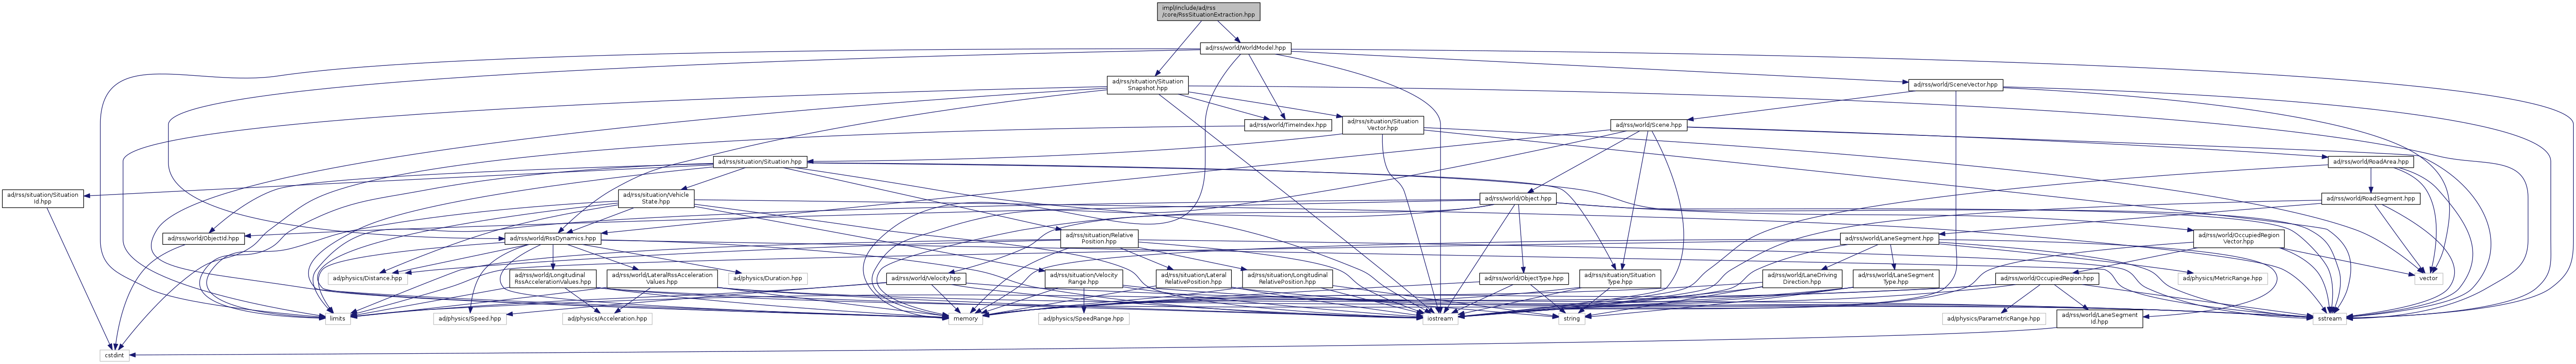 impl/include/ad/rss
/core/RssSituationExtraction.hpp
ad/rss/world/WorldModel.hpp
ad/rss/situation/Situation
Snapshot.hpp
ad/rss/world/SceneVector.hpp
ad/rss/world/TimeIndex.hpp
ad/rss/situation/Situation
Vector.hpp
ad/rss/world/Scene.hpp
ad/rss/situation/Situation.hpp
ad/rss/world/RoadArea.hpp
ad/rss/situation/Situation
Id.hpp
ad/rss/situation/Vehicle
State.hpp
ad/rss/world/Object.hpp
ad/rss/world/RoadSegment.hpp
ad/rss/world/ObjectId.hpp
ad/rss/world/RssDynamics.hpp
ad/rss/situation/Relative
Position.hpp
ad/rss/world/LaneSegment.hpp
ad/rss/world/OccupiedRegion
Vector.hpp
ad/physics/Distance.hpp
ad/rss/world/Longitudinal
RssAccelerationValues.hpp
ad/rss/world/LateralRssAcceleration
Values.hpp
ad/physics/Duration.hpp
ad/rss/world/Velocity.hpp
ad/rss/situation/Velocity
Range.hpp
ad/rss/situation/Lateral
RelativePosition.hpp
ad/rss/situation/Longitudinal
RelativePosition.hpp
ad/rss/world/ObjectType.hpp
ad/rss/situation/Situation
Type.hpp
ad/rss/world/LaneDriving
Direction.hpp
ad/rss/world/LaneSegment
Type.hpp
ad/rss/world/OccupiedRegion.hpp
ad/physics/MetricRange.hpp
vector
limits
ad/physics/Speed.hpp
ad/physics/Acceleration.hpp
memory
ad/physics/SpeedRange.hpp
iostream
string
ad/physics/ParametricRange.hpp
ad/rss/world/LaneSegment
Id.hpp
sstream
cstdint